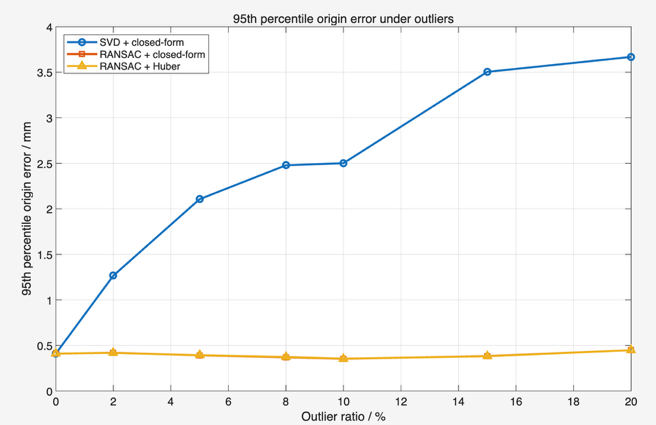 95th percentile origin error under outliers
SVD + closed-form
RANSAC + closed-form
RANSAC + Huber
95th percentile origin error / mm
4
3.5
3
2.5
2
1.5
1
0.5
0
0 2 4 6 8 10 12 14 16 18 20
Outlier ratio / %